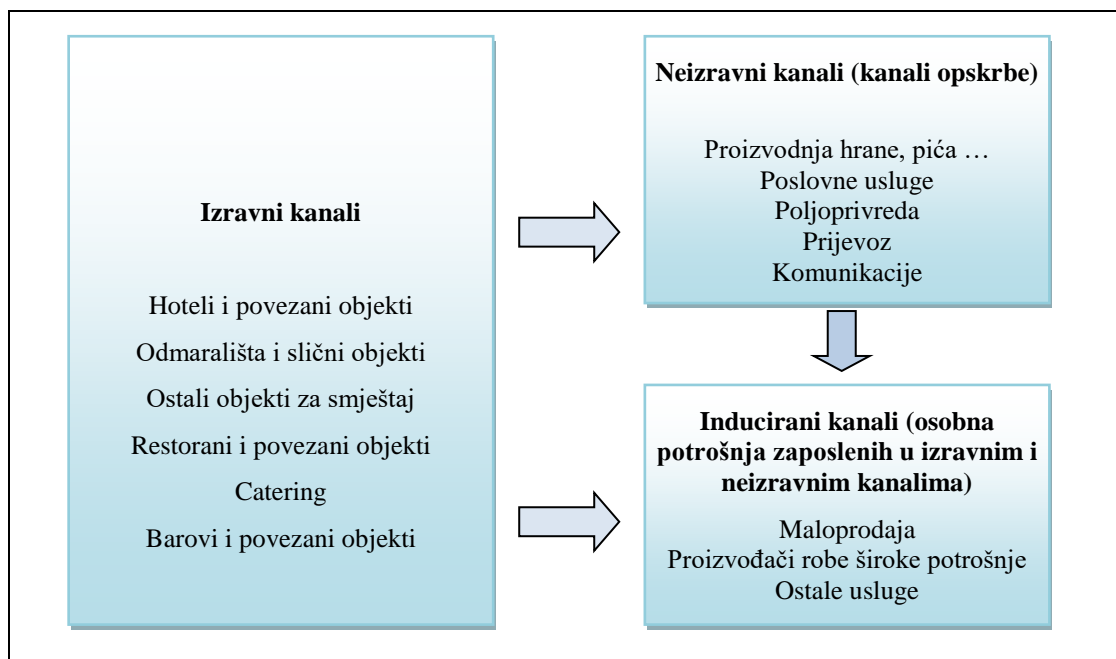 Izravni kanali
Hoteli i povezani objekti
Odmarališta i slični objekti
Ostali objekti za smještaj
Restorani i povezani objekti
Catering
Barovi i povezani objekti
Neizravni kanali (kanali opskrbe)
Proizvodnja hrane, pića …
Poslovne usluge
Poljoprivreda
Prijevoz
Komunikacije
Inducirani kanali (osobna
potrošnja zaposlenih u izravnim i
neizravnim kanalima)
Maloprodaja
Proizvođači robe široke potrošnje
Ostale usluge